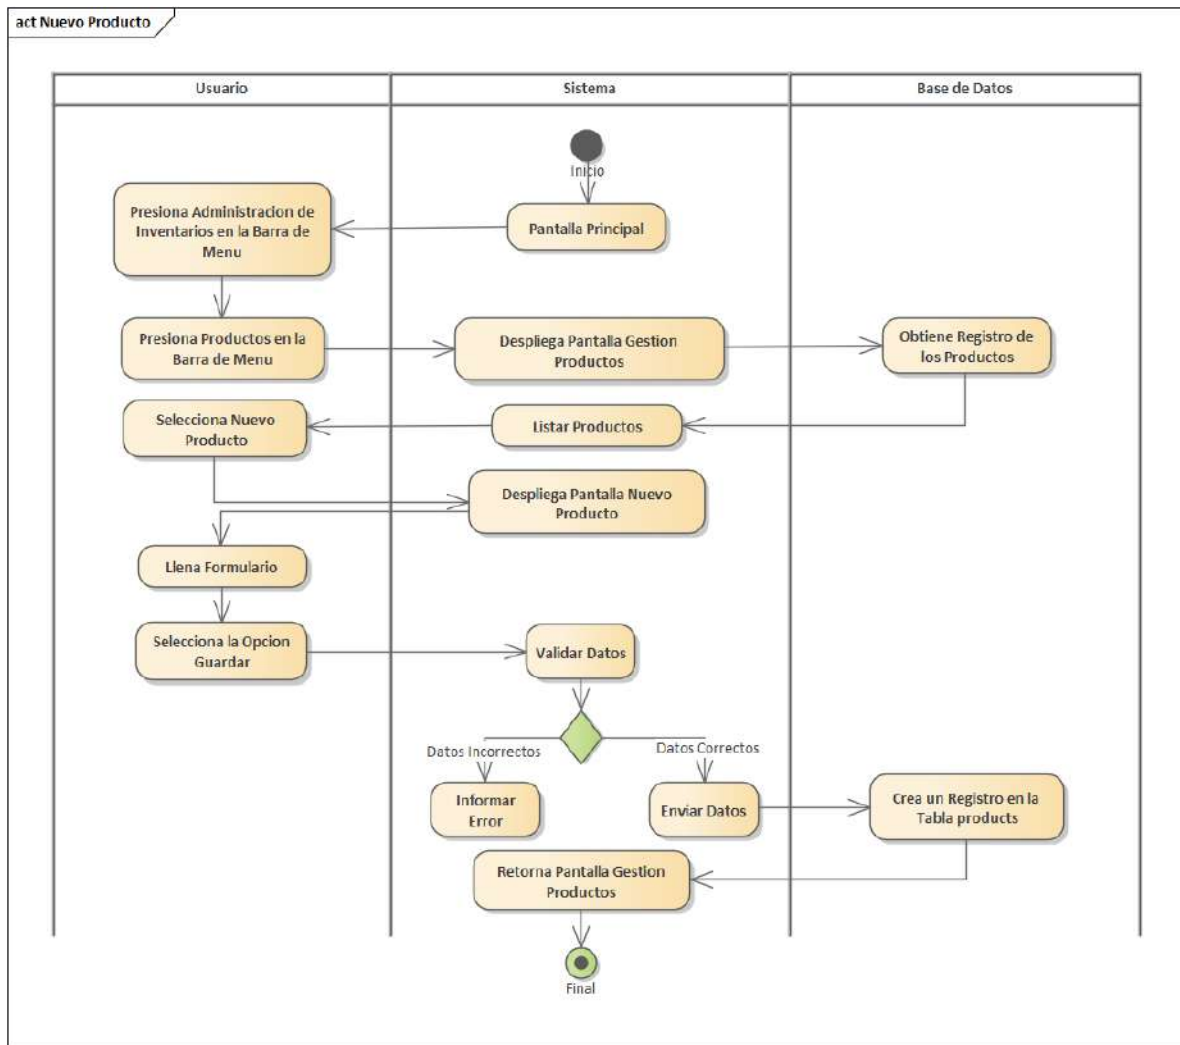 act Nuevo Producto
Usuario
Sistema
Base de Datos
Inicio
Pantalla Principal
Presiona Administracion de
Inventarios en la Barra de
Menu
Presiona Productos en la
Barra de Menu
Despliega Pantalla Gestion
Productos
Obtiene Registro de
los Productos
Listar Productos
Selecciona Nuevo
Producto
Despliega Pantalla Nuevo
Producto
Llena Formulario
Selecciona la Opcion
Guardar
Validar Datos
Datos Incorrectos
Datos Correctos
Informar
Error
Enviar Datos
Crea un Registro en la
Tabla products
Retorna Pantalla Gestion
Productos
Final